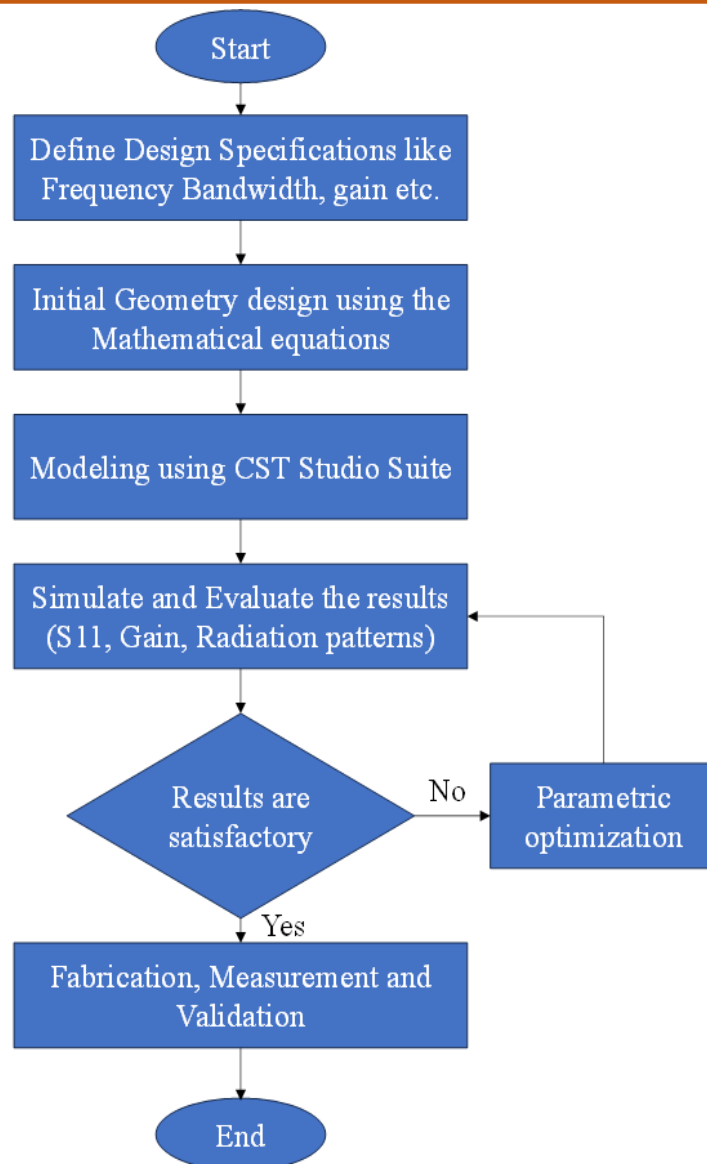 Start
Define Design Specifications like
Frequency Bandwidth, gain etc.
Initial Geometry design using the
Mathematical equations
Modeling using CST Studio Suite
Simulate and Evaluate the results
(S11, Gain, Radiation patterns)
Results are
satisfactory
No
Parametric
optimization
Yes
Fabrication, Measurement and
Validation
End